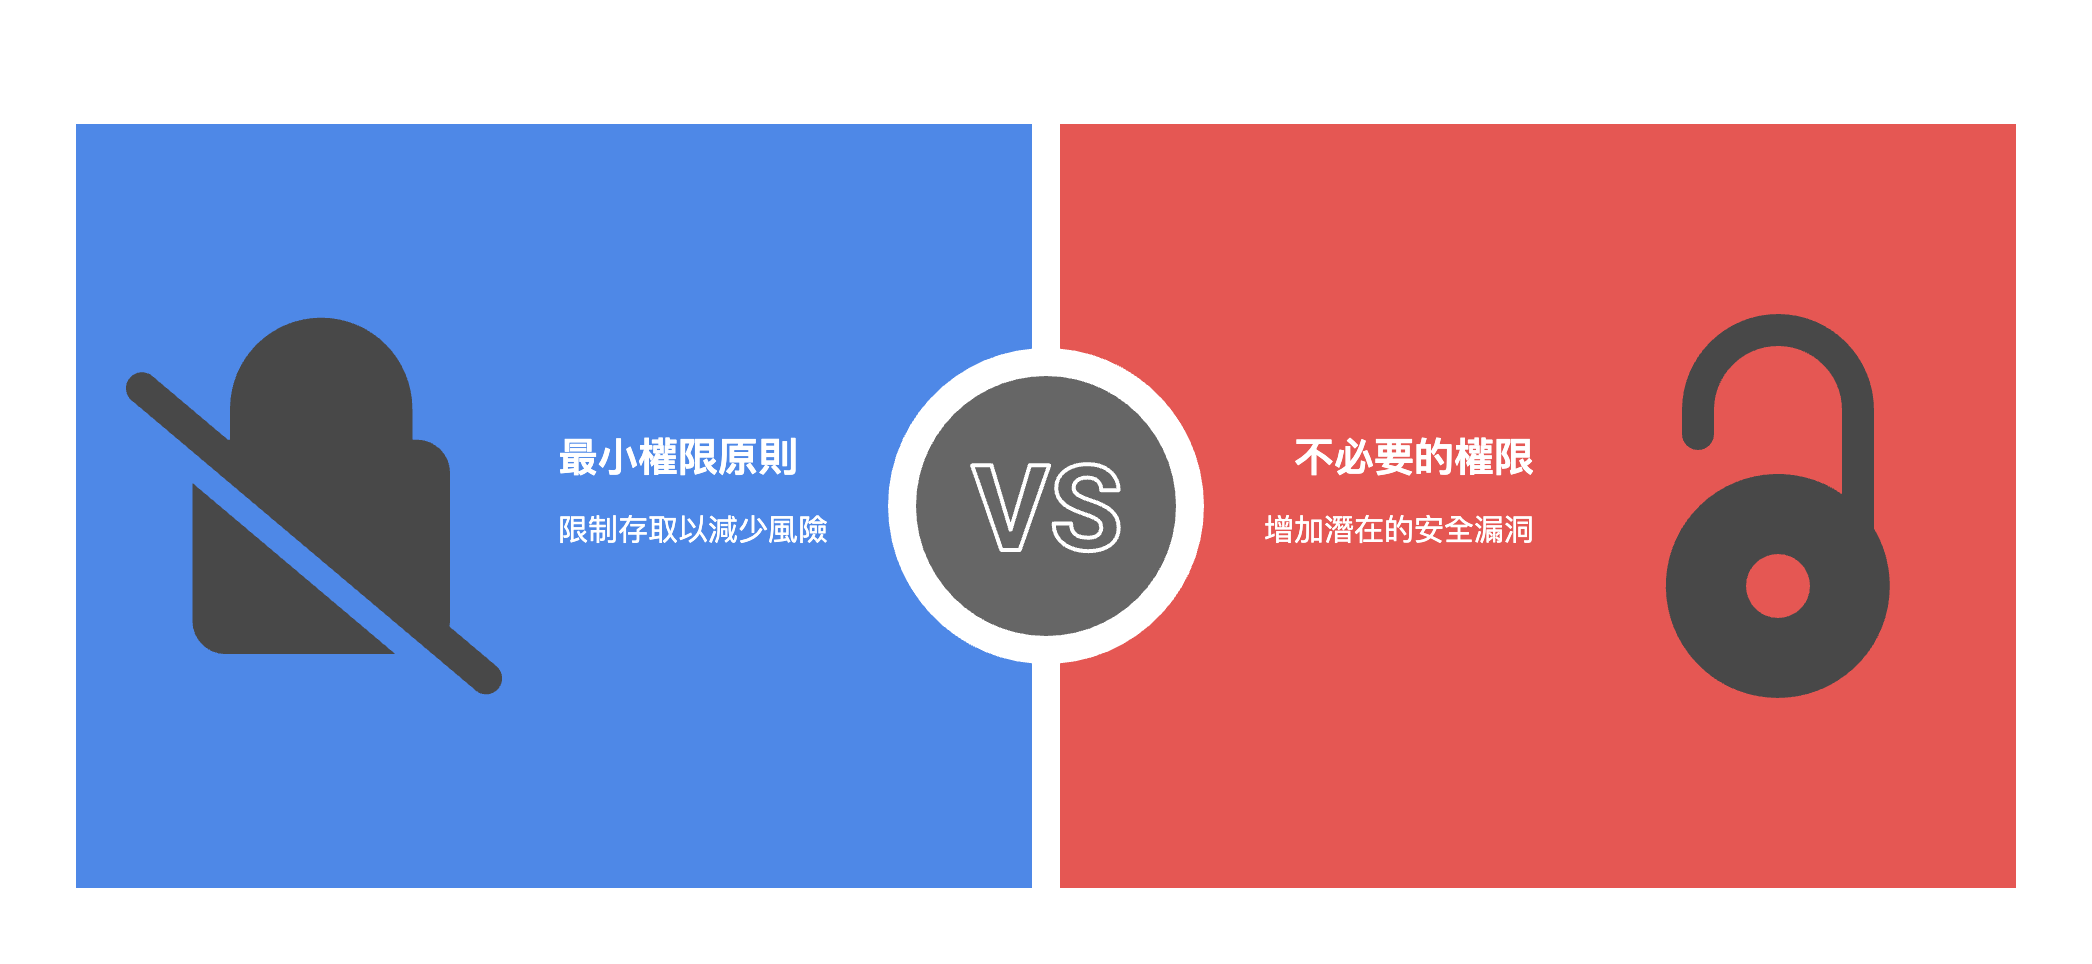 最小權限原則
限制存取以減少風險
VS
不必要的權限
增加潛在的安全漏洞